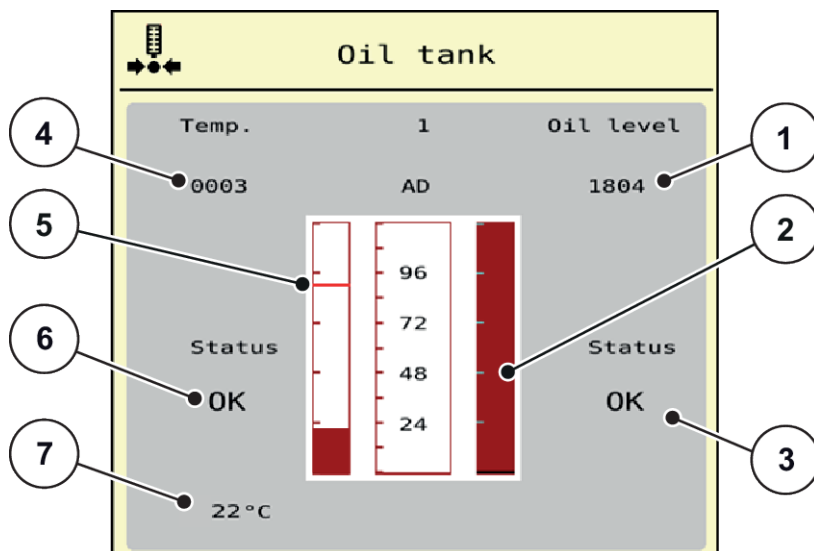 Oil tank
Temp. 1 Oil level
4
1
0003 AD 1804
5
2
96
72
6
Status Status
48
OK OK
24
7
3
22°C